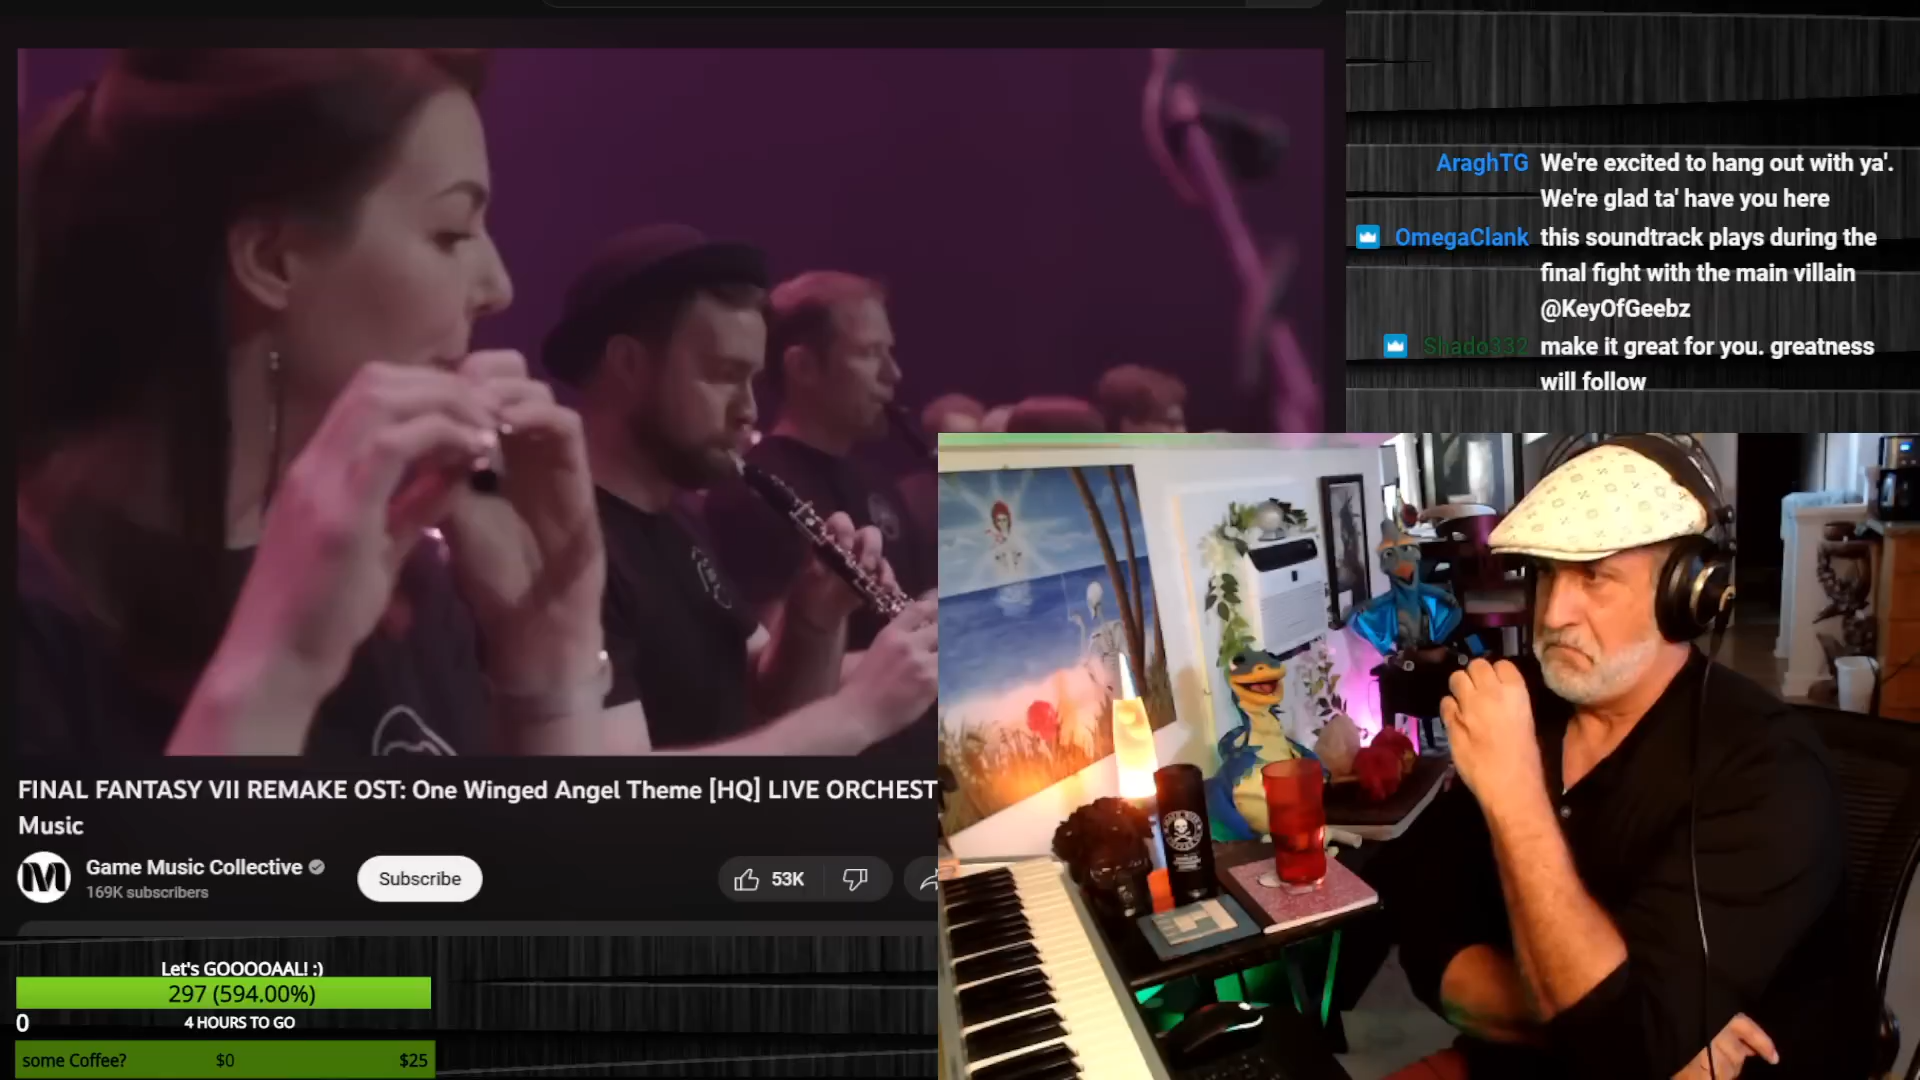 AraghTG We're excited to hang out with ya'.
We're glad ta' have you here
OmegaClank this soundtrack plays during the
final fight with the main villain
@KeyOfGeebz
Shado332 make it great for you. greatness
will follow
FINAL FANTASY VII REMAKE OST: One Winged Angel Theme [HQ] LIVE ORCHEST
Music
Game Music Collective
169K subscribers
Subscribe
53K
Let's GOOOOAAL! :)
297 (594.00%)
0
4 HOURS TO GO
some Coffee? $0 $25